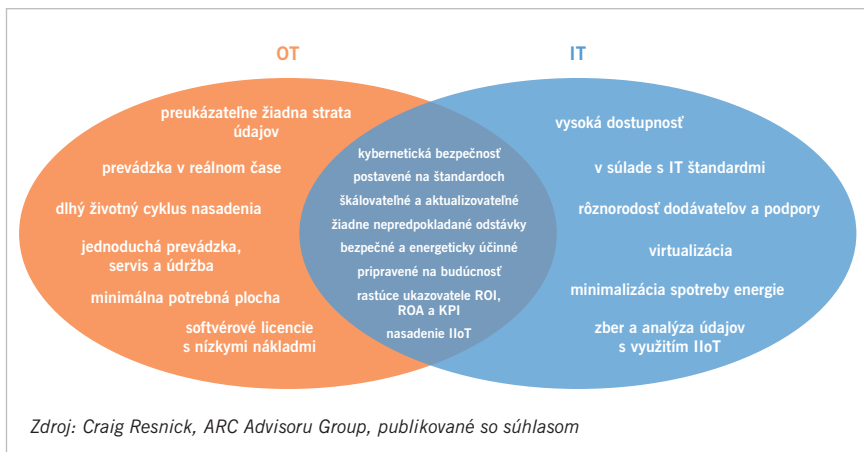 OT
IT
preukázateľne žiadna strata
údajov
prevádzka v reálnom čase
dlhý životný cyklus nasadenia
jednoduchá prevádzka,
servis a údržba
minimálna potrebná plocha
softvérové licencie
s nízkymi nákladmi
kybernetická bezpečnosť
postavené na štandardoch
škálovateľné a aktualizovateľné
žiadne nepredpokladané odstávky
bezpečné a energeticky účinné
pripravené na budúcnosť
rastúce ukazovatele ROI,
ROA a KPI
nasadenie IIoT
vysoká dostupnosť
v súlade s IT štandardmi
rôznorodosť dodávateľov a podpory
virtualizácia
minimalizácia spotreby energie
zber a analýza údajov
s využitím IIoT
Zdroj: Craig Resnick, ARC Advisoru Group, publikované so súhlasom